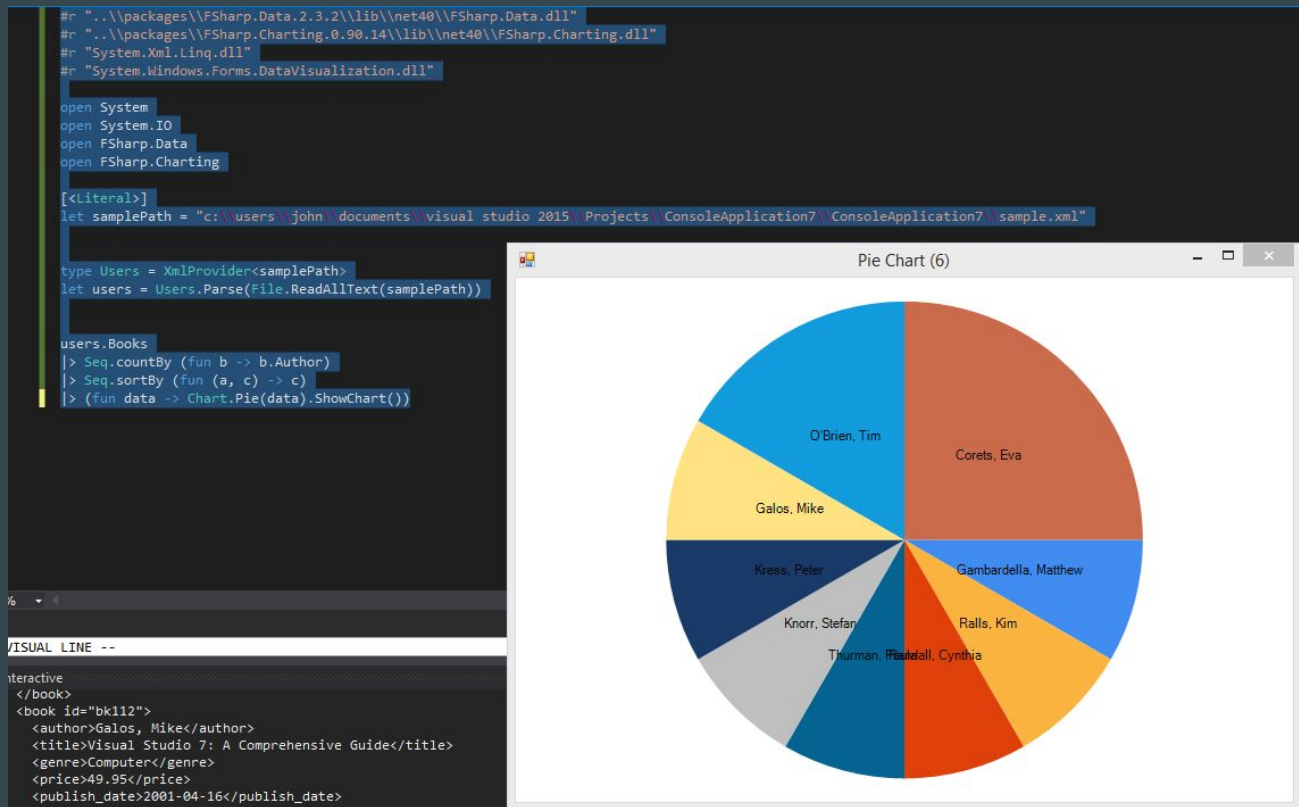 #r "..\\packages\\FSharp.Data.2.3.2\\lib\\net40\\FSharp.Data.dll"
#r "..\\packages\\FSharp.Charting.0.90.14\\lib\\net40\\FSharp.Charting.dll"
#r "System.Xml.Linq.dll"
#r "System.Windows.Forms.DataVisualization.dll"
open System
open System.IO
open FSharp.Data
open FSharp.Charting
[<Literal>]
let samplePath = "c:\\users\\john\\documents\\visual studio 2015\\Projects\\ConsoleApplication7\\ConsoleApplication7\\sample.xml"
type Users = XmlProvider<samplePath>
let users = Users.Parse(File.ReadAllText(samplePath))
users.Books
|> Seq.countBy (fun b -> b.Author)
|> Seq.sortBy (fun (a, c) -> c)
|> (fun data -> Chart.Pie(data).ShowChart())
Pie Chart (6)
O'Brien, Tim
Corets, Eva
Galos, Mike
Kress, Peter
Gambardella, Matthew
Knorr, Stefan
Ralls, Kim
Thurman,
Cynthia
%
VISUAL LINE --
nteractive
</book>
<book id="bk112">
<author>Galos, Mike</author>
<title>Visual Studio 7: A Comprehensive Guide</title>
<genre>Computer</genre>
<price>49.95</price>
<publish_date>2001-04-16</publish_date>